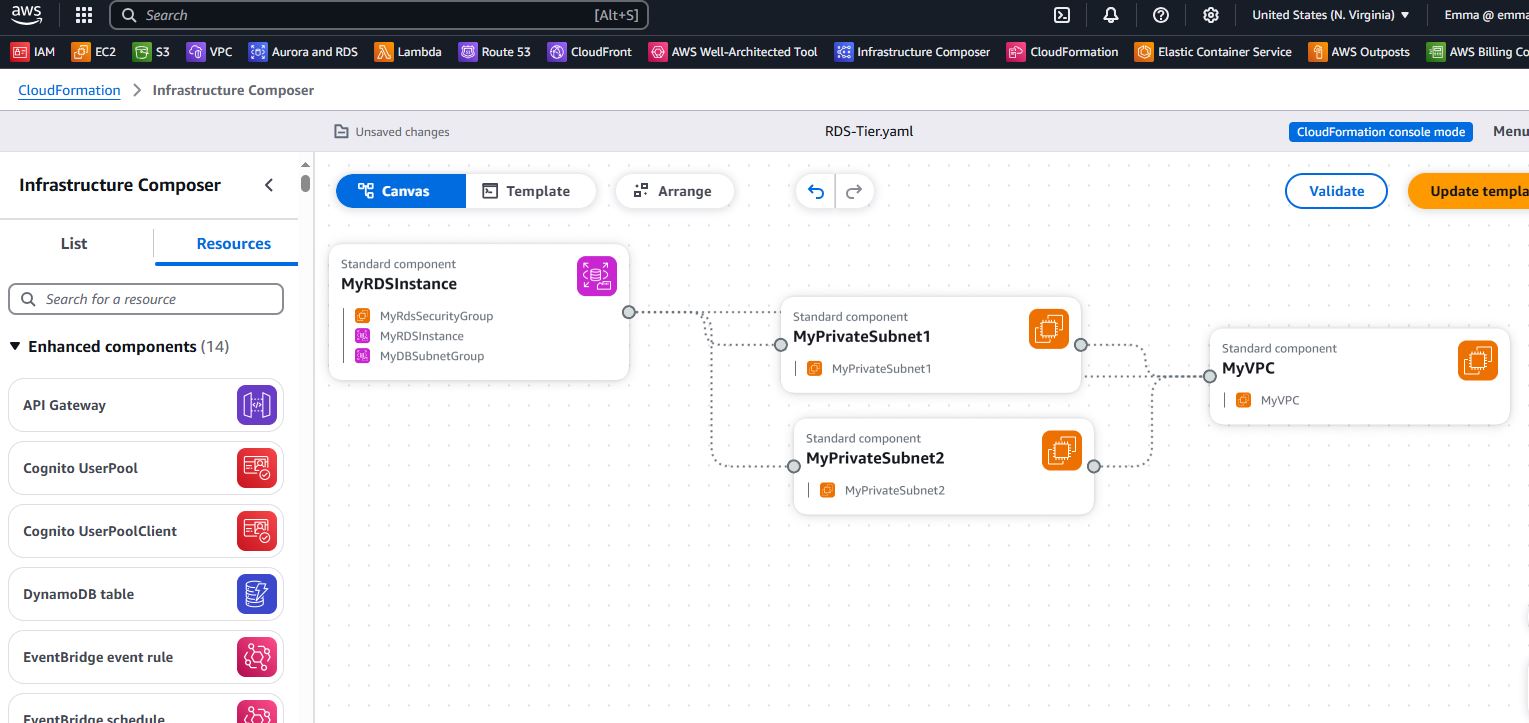 aws
Search [Alt+S] United States (N. Virginia) Emma @ emma
IAM EC2 S3 VPC Aurora and RDS Lambda Route 53 CloudFront AWS Well-Architected Tool Infrastructure Composer CloudFormation Elastic Container Service AWS Outposts AWS Billing Co
CloudFormation > Infrastructure Composer
Unsaved changes RDS-Tier.yaml CloudFormation console mode Menu
Infrastructure Composer
Canvas Template Arrange Validate Update templa
List Resources
Search for a resource
Enhanced components (14)
API Gateway
Cognito UserPool
Cognito UserPoolClient
DynamoDB table
EventBridge event rule
EventBridge schedule
Standard component
MyRDSInstance
MyRdsSecurityGroup
MyRDSInstance
MyDBSubnetGroup
Standard component
MyPrivateSubnet1
MyPrivateSubnet1
Standard component
MyPrivateSubnet2
MyPrivateSubnet2
Standard component
MyVPC
MyVPC